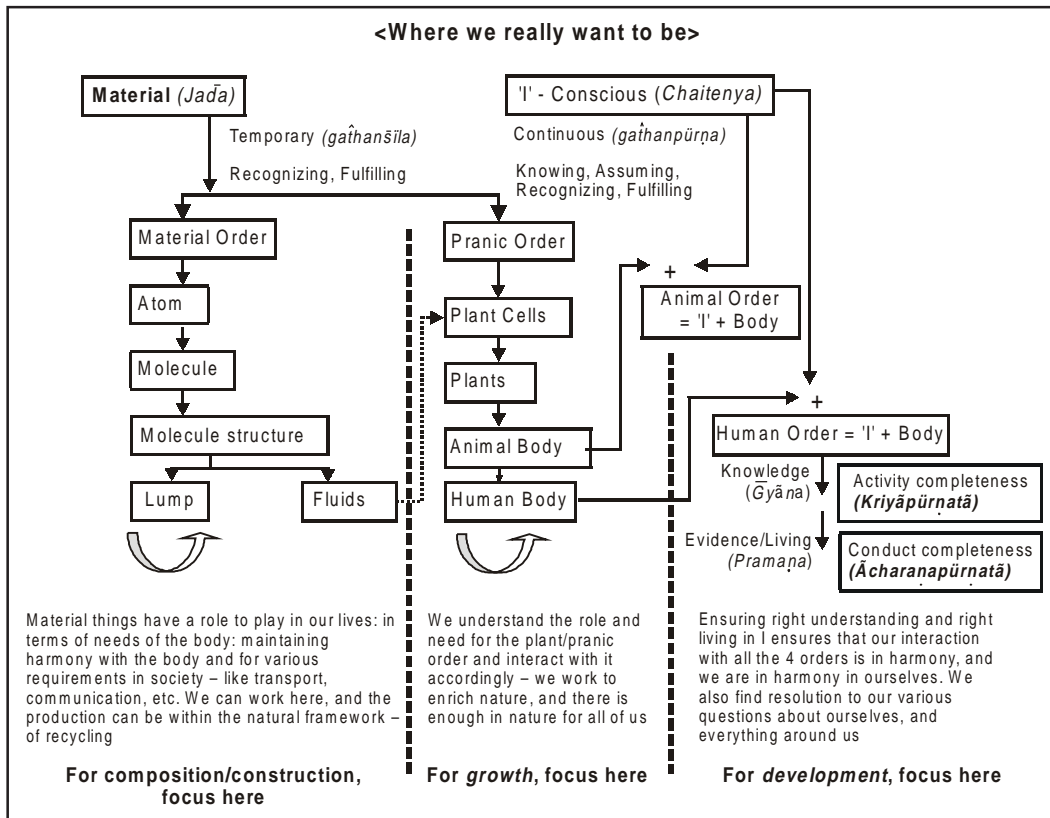 <Where we really want to be>
Material (Jad̄a)
'I' - Conscious (Chaitenya)
Temporary (gat̂hanšīla)
Recognizing, Fulfilling
Continuous (gat̂hanpūrṇa)
Knowing, Assuming,
Recognizing, Fulfilling
Material Order
Atom
Molecule
Molecule structure
Lump
Fluids
Pranic Order
Plant Cells
Plants
Animal Body
Human Body
+
Animal Order
= 'I' + Body
+
Human Order = 'I' + Body
Knowledge
(Ḡyāna)
Activity completeness
(Kriyāpūrṇatā)
Evidence/Living
(Pramaṇa)
Conduct completeness
(Ācharanapūrnatā)
Material things have a role to play in our lives: in
terms of needs of the body: maintaining
harmony with the body and for various
requirements in society – like transport,
communication, etc. We can work here, and the
production can be within the natural framework –
of recycling
For composition/construction,
focus here
We understand the role and
need for the plant/pranic
order and interact with it
accordingly – we work to
enrich nature, and there is
enough in nature for all of us
For growth, focus here
Ensuring right understanding and right
living in I ensures that our interaction
with all the 4 orders is in harmony, and
we are in harmony in ourselves. We
also find resolution to our various
questions about ourselves, and
everything around us
For development, focus here